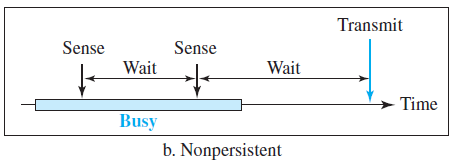 Transmit
Sense Sense
Wait Wait
Time
Busy
b. Nonpersistent